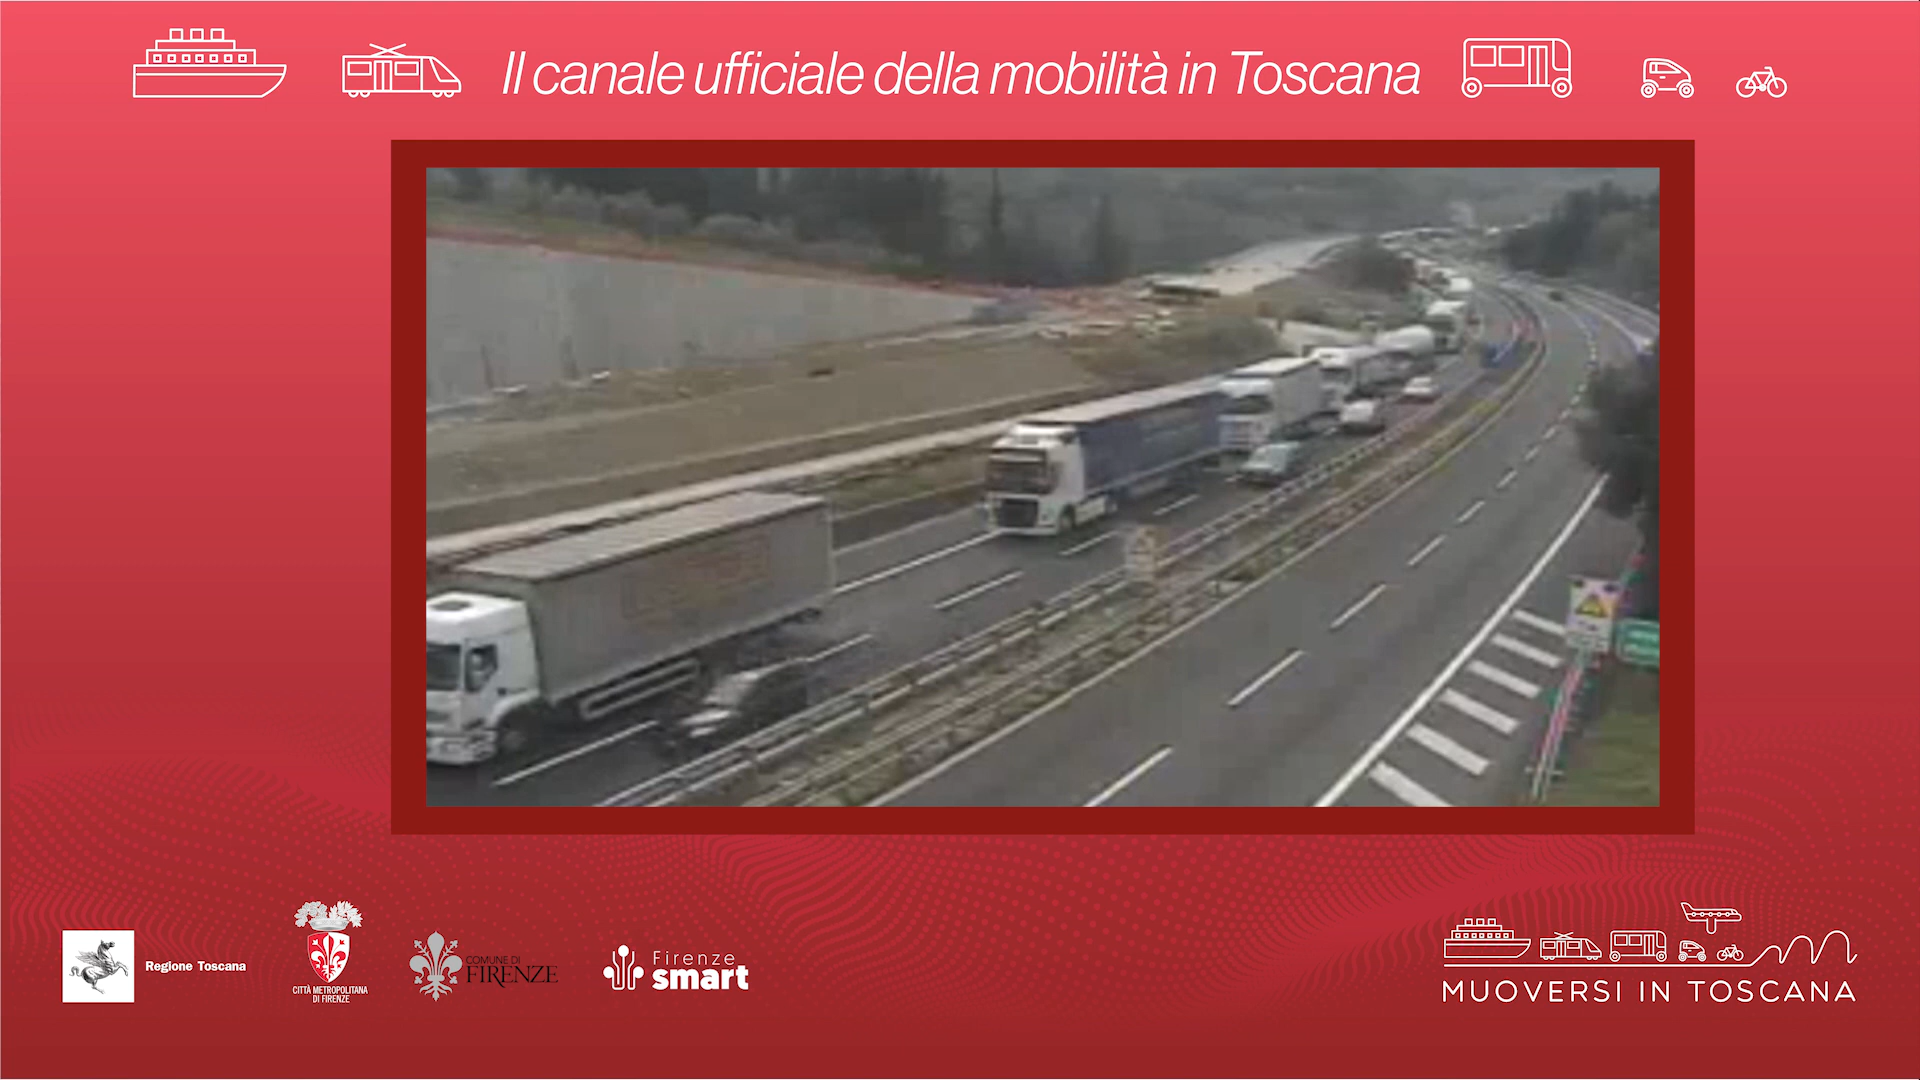 Il canale ufficiale della mobilità in Toscana
Regione Toscana
CITTÀ METROPOLITANA
DI FIRENZE
COMUNE DI
FIRENZE
Firenze
smart
MUOVERSI IN TOSCANA